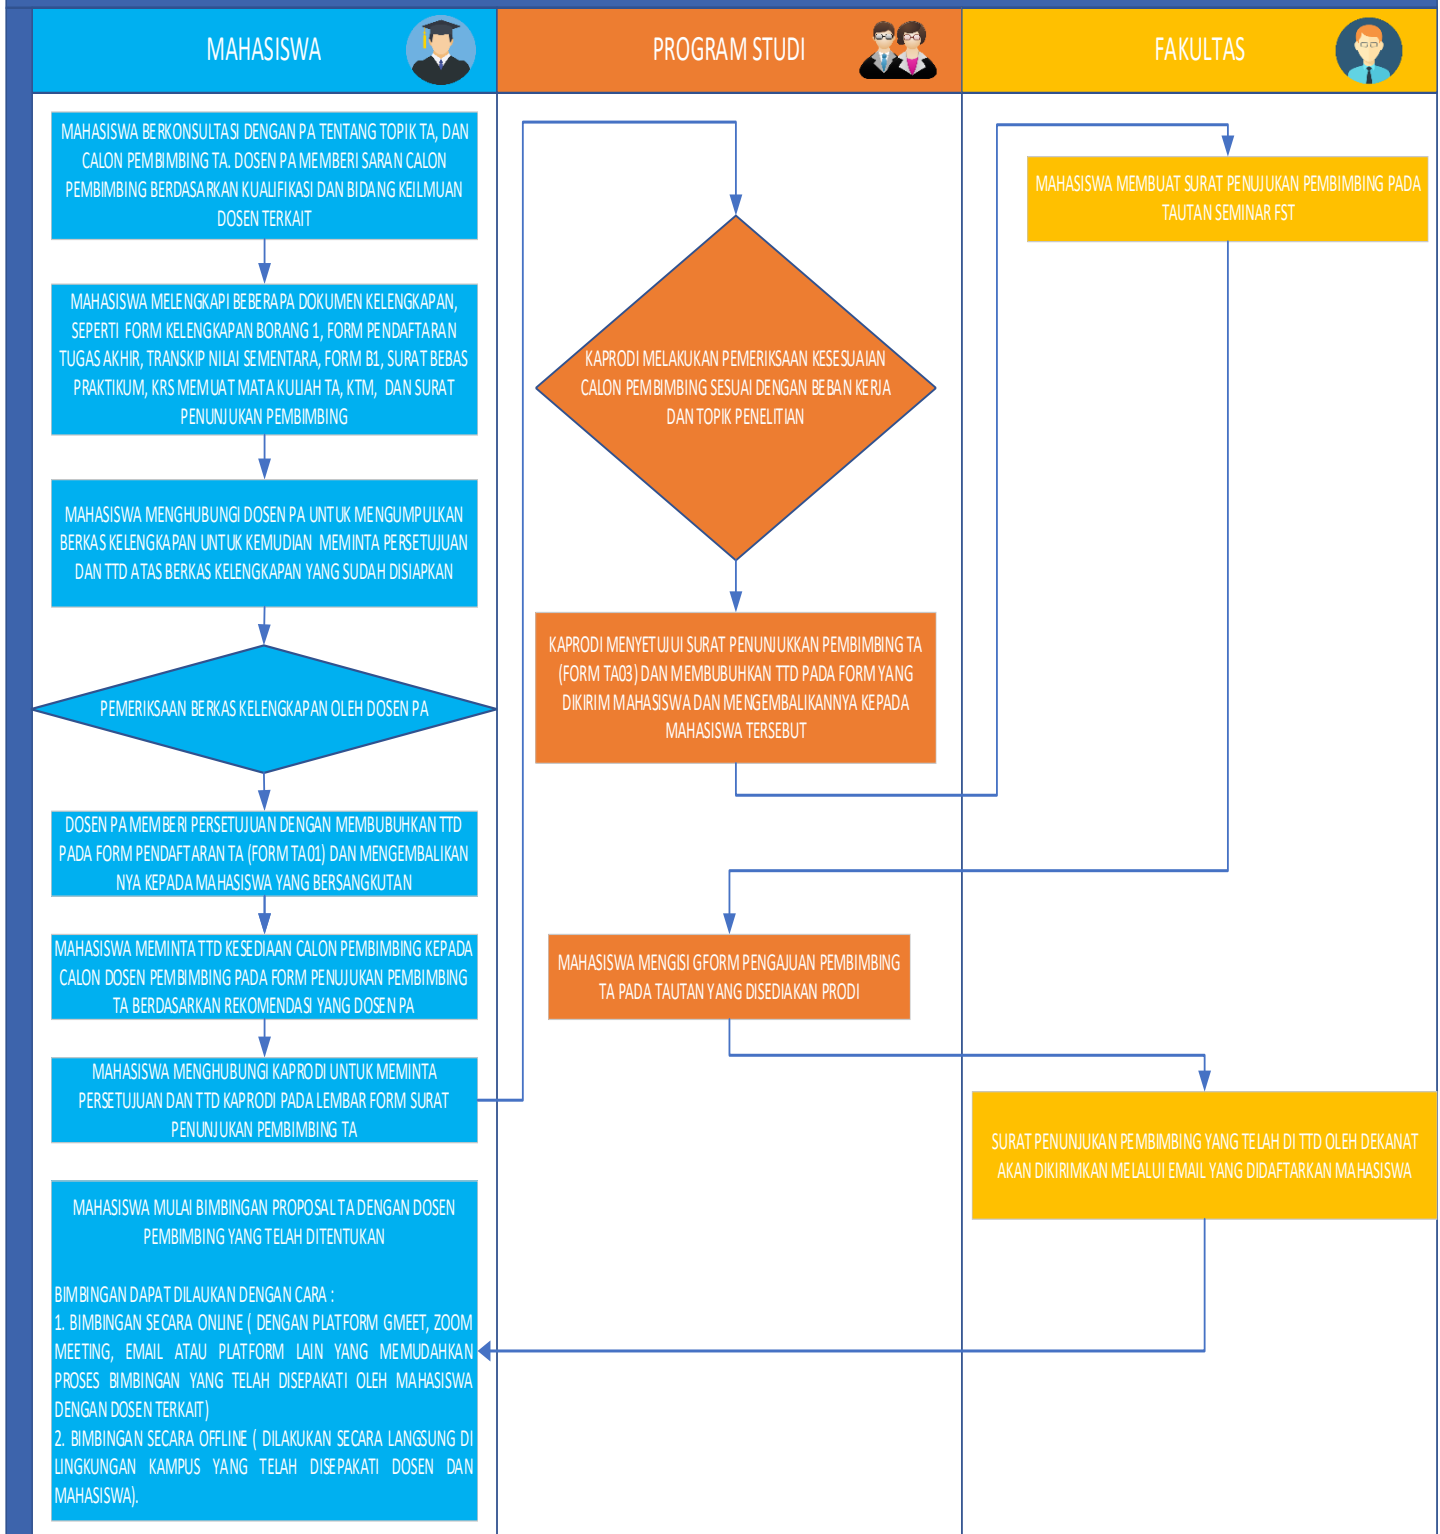 MAHASISWA
PROGRAM STUDI
FAKULTAS
MAHASISWA BERKONSULTASI DENGAN PA TENTANG TOPIK TA, DAN
CALON PEMBIMBING TA. DOSEN PA MEMBERI SARAN CALON
PEMBIMBING BERDASARKAN KUALIFIKASI DAN BIDANG KEILMUAN
DOSEN TERKAIT
MAHASISWA MELENGKAPI BEBERAPA DOKUMEN KELENGKAPAN,
SEPERTI FORM KELENGKAPAN BORANG 1, FORM PENDAFTARAN
TUGAS AKHIR, TRANSKIP NILAI SEMENTARA, FORM B1, SURAT BEBAS
PRAKTIKUM, KRS MEMUAT MATA KULIAH TA, KTM, DAN SURAT
PENUNJUKAN PEMBIMBING
MAHASISWA MENGHUBUNGI DOSEN PA UNTUK MENGUMPULKAN
BERKAS KELENGKAPAN UNTUK KEMUDIAN MEMINTA PERSETUJUAN
DAN TTD ATAS BERKAS KELENGKAPAN YANG SUDAH DISIAPKAN
PEMERIKSAAN BERKAS KELENGKAPAN OLEH DOSEN PA
DOSEN PA MEMBERI PERSETUJUAN DENGAN MEMBUBUHKAN TTD
PADA FORM PENDAFTARAN TA (FORM TA01) DAN MENGEMBALIKAN
NYA KEPADA MAHASISWA YANG BERSANGKUTAN
MAHASISWA MEMINTA TTD KESEDIAAN CALON PEMBIMBING KEPADA
CALON DOSEN PEMBIMBING PADA FORM PENUJUKAN PEMBIMBING
TA BERDASARKAN REKOMENDASI YANG DOSEN PA
MAHASISWA MENGHUBUNGI KAPRODI UNTUK MEMINTA
PERSETUJUAN DAN TTD KAPRODI PADA LEMBAR FORM SURAT
PENUNJUKAN PEMBIMBING TA
KAPRODI MELAKUKAN PEMERIKSAAN KESESUAIAN
CALON PEMBIMBING SESUAI DENGAN BEBAN KERJA
DAN TOPIK PENELITIAN
KAPRODI MENYETUJUI SURAT PENUNJUKKAN PEMBIMBING TA
(FORM TA03) DAN MEMBUBUHKAN TTD PADA FORM YANG
DIKIRIM MAHASISWA DAN MENGEMBALIKANNYA KEPADA
MAHASISWA TERSEBUT
MAHASISWA MEMBUAT SURAT PENUJUKAN PEMBIMBING PADA
TAUTAN SEMINAR FST
MAHASISWA MENGISI GFORM PENGAJUAN PEMBIMBING
TA PADA TAUTAN YANG DISEDIAKAN PRODI
SURAT PENUNJUKAN PEMBIMBING YANG TELAH DI TTD OLEH DEKANAT
AKAN DIKIRIMKAN MELALUI EMAIL YANG DIDAFTARKAN MAHASISWA
MAHASISWA MULAI BIMBINGAN PROPOSAL TA DENGAN DOSEN
PEMBIMBING YANG TELAH DITENTUKAN
BIMBINGAN DAPAT DILAUKAN DENGAN CARA :
1. BIMBINGAN SECARA ONLINE ( DENGAN PLATFORM GMEET, ZOOM
MEETING, EMAIL ATAU PLATFORM LAIN YANG MEMUDAHKAN
PROSES BIMBINGAN YANG TELAH DISEPAKATI OLEH MAHASISWA
DENGAN DOSEN TERKAIT)
2. BIMBINGAN SECARA OFFLINE ( DILAKUKAN SECARA LANGSUNG DI
LINGKUNGAN KAMPUS YANG TELAH DISEPAKATI DOSEN DAN
MAHASISWA).